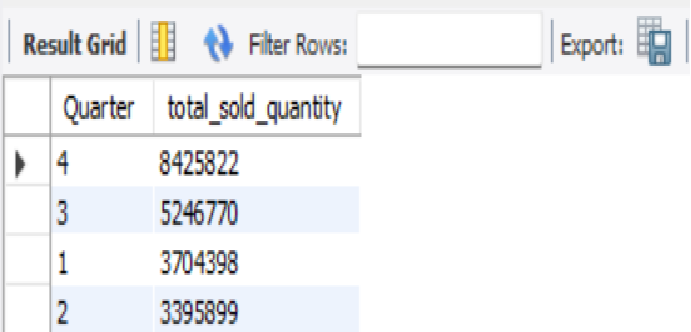 Result Grid Filter Rows: Export:
Quarter total_sold_quantity
4 8425822
3 5246770
1 3704398
2 3395899